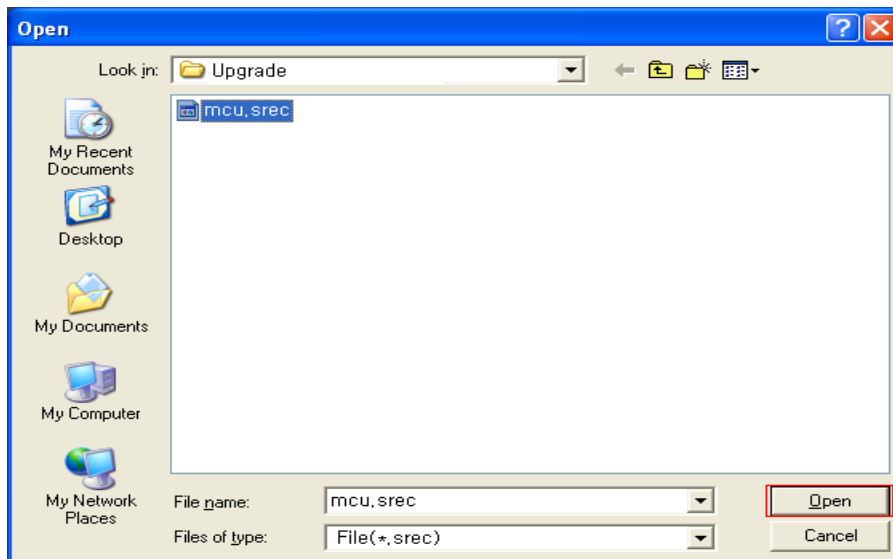 Open
Look in:
Upgrade
mcu.srec
My Recent
Documents
Desktop
My Documents
My Computer
My Network
Places
File name:
mcu.srec
Open
Files of type:
File(*.srec)
Cancel